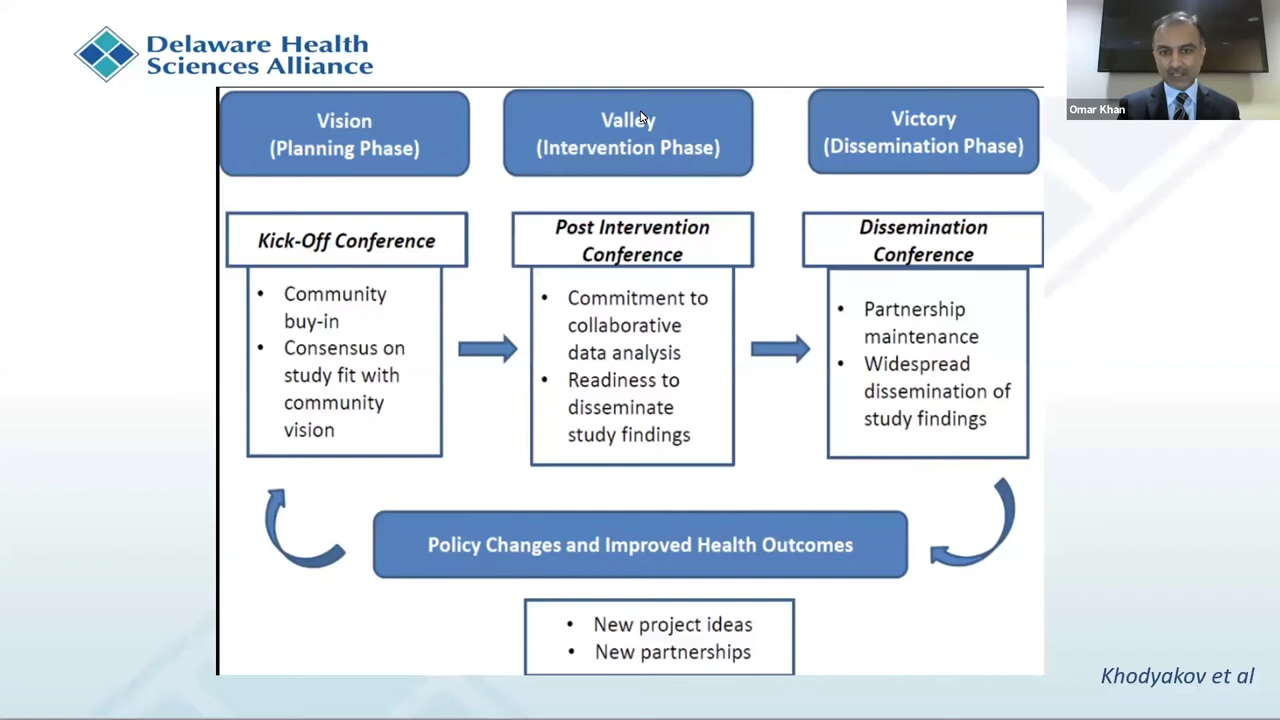 Delaware Health
Sciences Alliance
Omar Khan
Vision
(Planning Phase)
Valley
(Intervention Phase)
Victory
(Dissemination Phase)
Kick-Off Conference
• Community
buy-in
• Consensus on
study fit with
community
vision
Post Intervention
Conference
• Commitment to
collaborative
data analysis
• Readiness to
disseminate
study findings
Dissemination
Conference
• Partnership
maintenance
• Widespread
dissemination of
study findings
Policy Changes and Improved Health Outcomes
• New project ideas
• New partnerships
Khodyakov et al